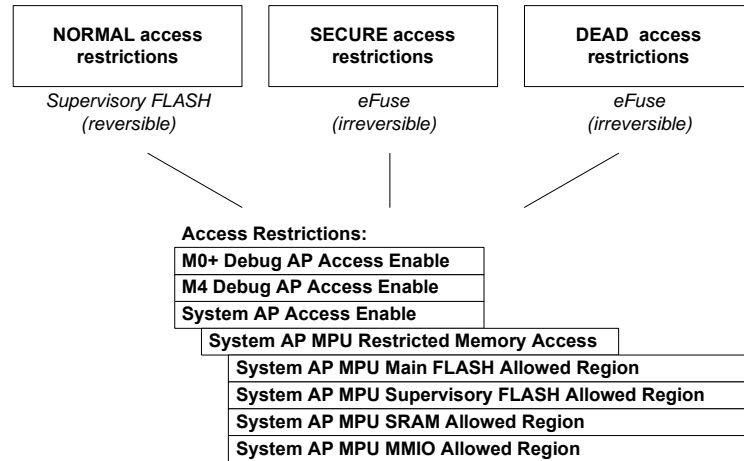 NORMAL access
restrictions
SECURE access
restrictions
DEAD access
restrictions
Supervisory FLASH
(reversible)
eFuse
(irreversible)
eFuse
(irreversible)
Access Restrictions:
M0+ Debug AP Access Enable
M4 Debug AP Access Enable
System AP Access Enable
System AP MPU Restricted Memory Access
System AP MPU Main FLASH Allowed Region
System AP MPU Supervisory FLASH Allowed Region
System AP MPU SRAM Allowed Region
System AP MPU MMIO Allowed Region